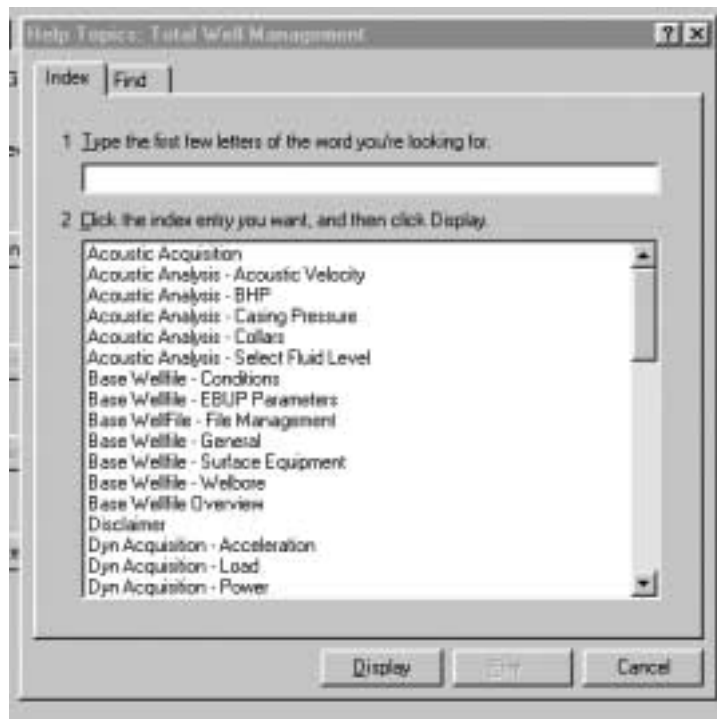 Help Topics: Total Well Management
Index Find
1 Type the first few letters of the word you're looking for.
2 Click the index entry you want, and then click Display.
Acoustic Acquisition
Acoustic Analysis - Acoustic Velocity
Acoustic Analysis - BHP
Acoustic Analysis - Casing Pressure
Acoustic Analysis - Collars
Acoustic Analysis - Select Fluid Level
Base Wellfile - Conditions
Base Wellfile - EBUP Parameters
Base WellFile - File Management
Base Wellfile - General
Base Wellfile - Surface Equipment
Base Wellfile - Welbore
Base Wellfile Overview
Disclaimer
Dyn Acquisition - Acceleration
Dyn Acquisition - Load
Dyn Acquisition - Power
Display Cancel